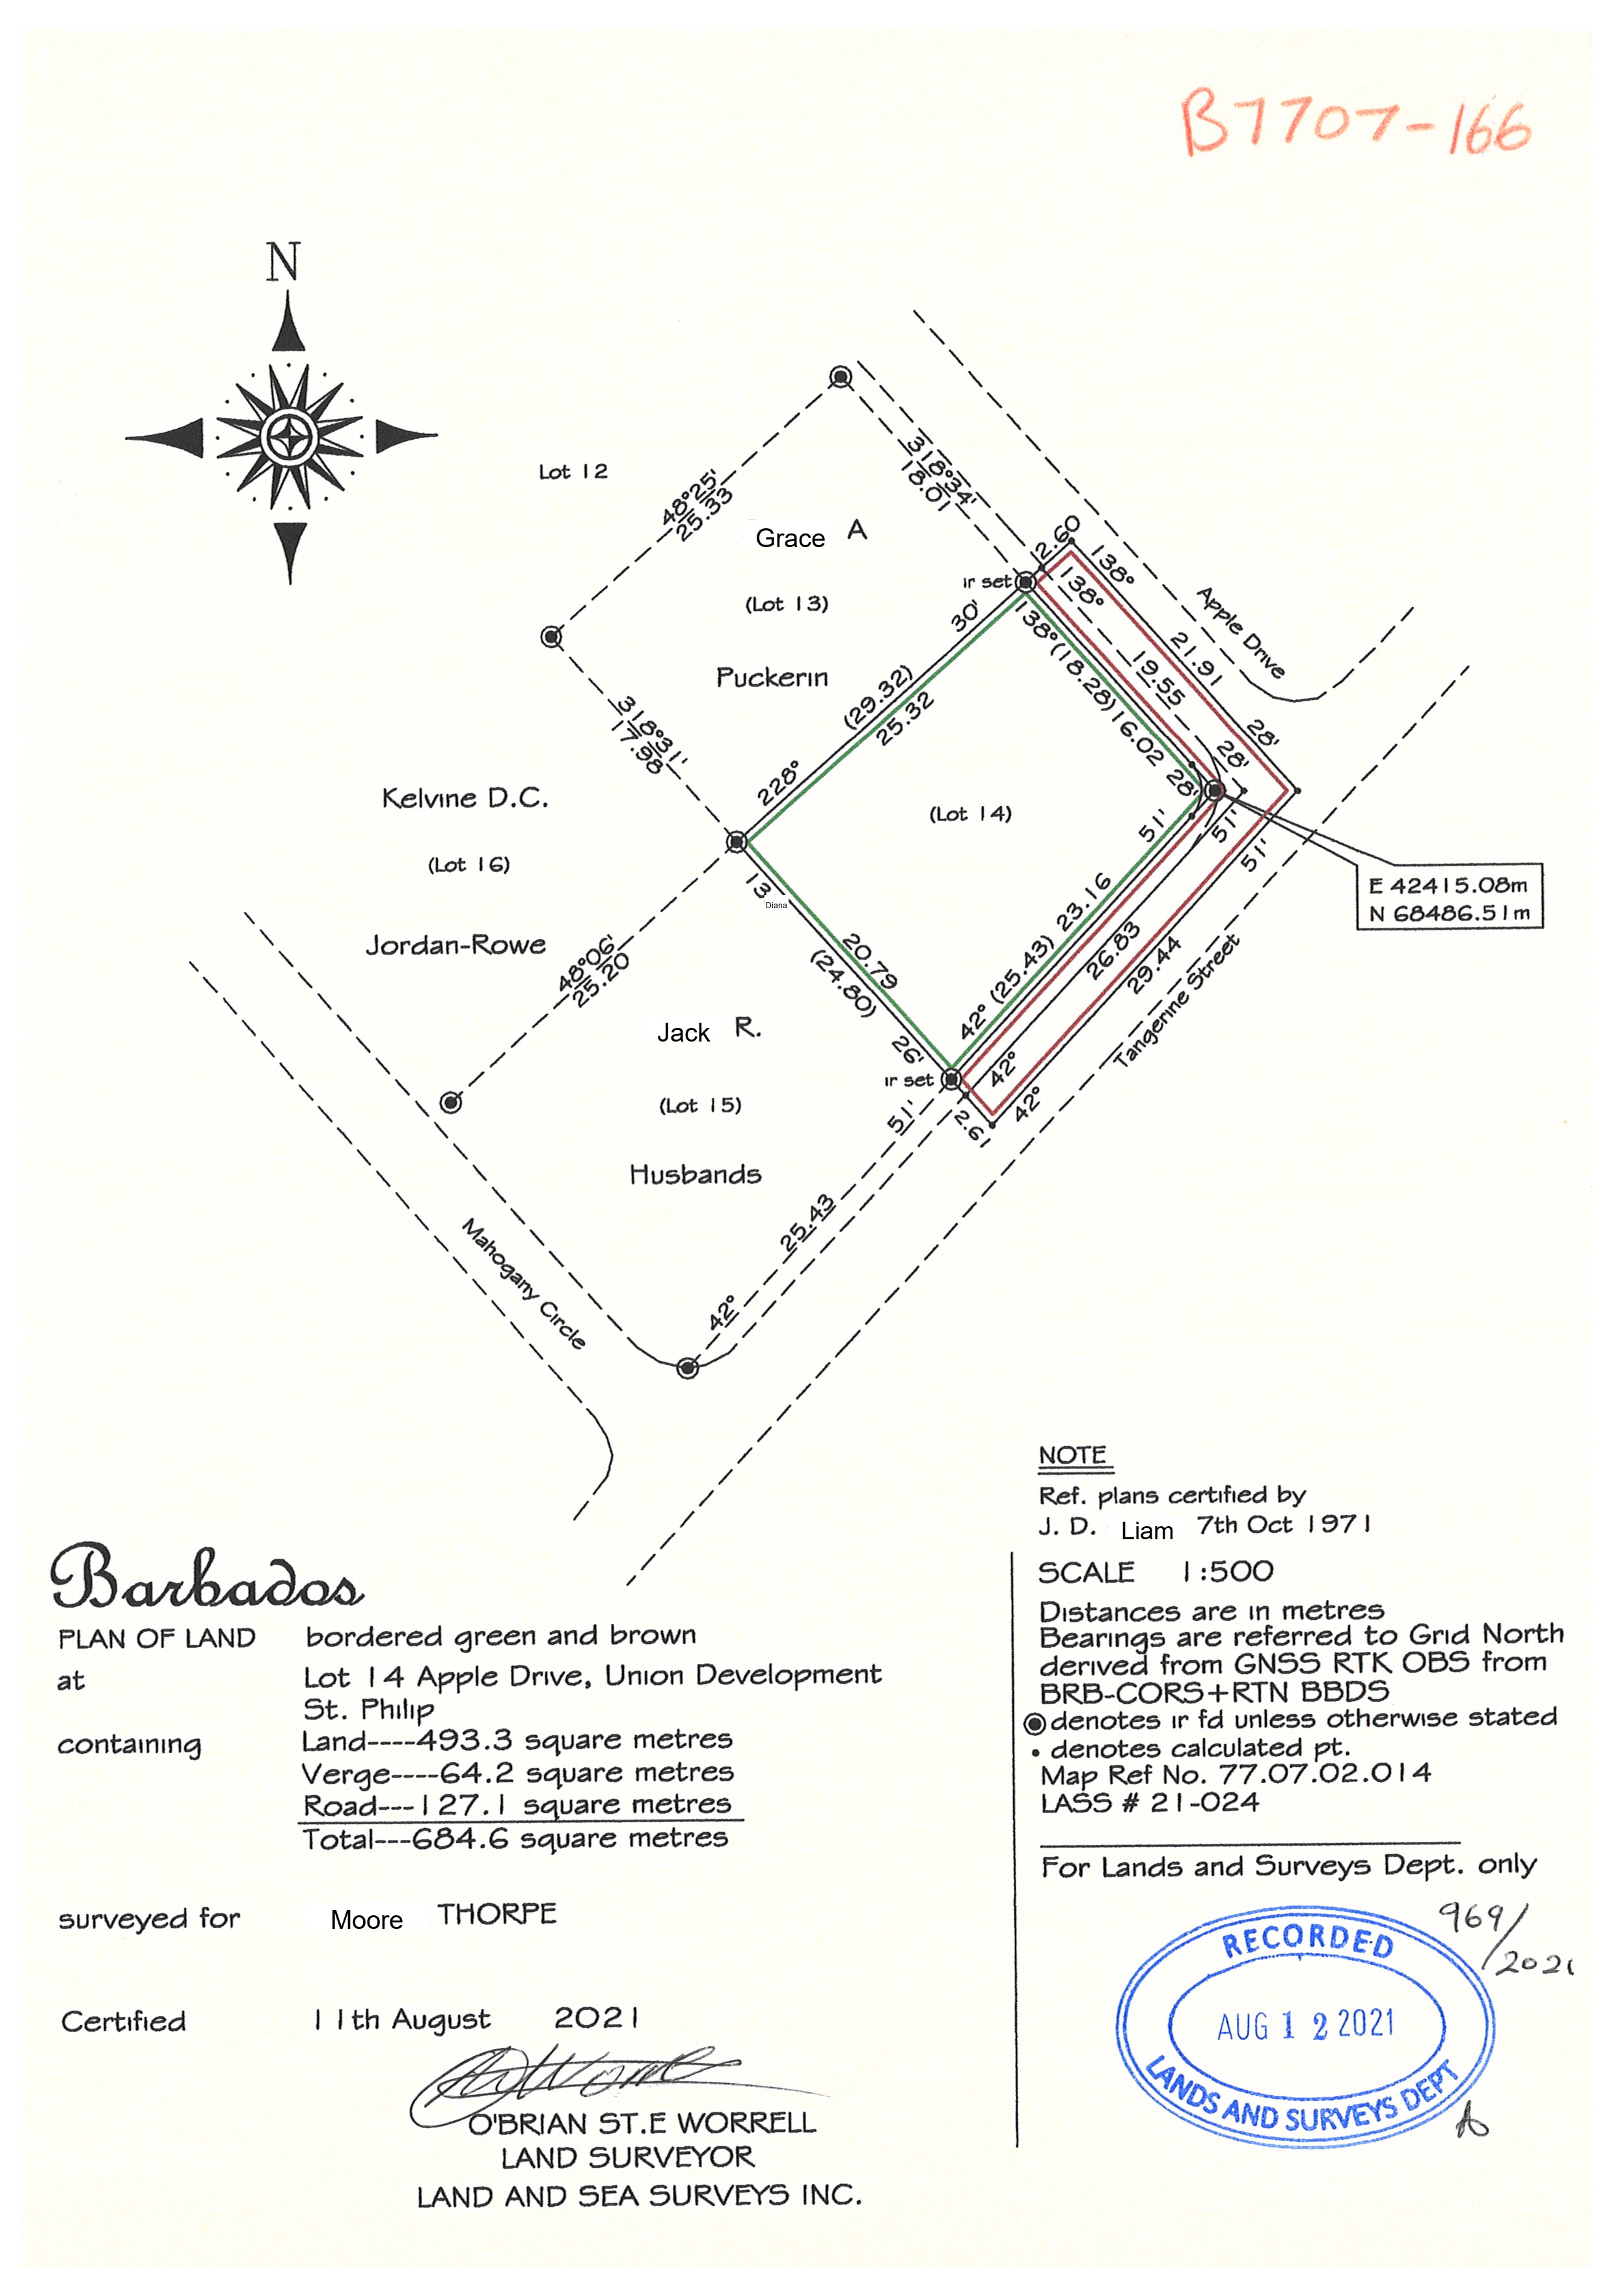 B7707-166
N
Lot 12
48°25'
25.33
318°34'
18.01
Grace A
(Lot 13)
Puckerin
ir set
2.60
138°
138°
Apple Drive
30'
138° (18.28) 16.02 28'
19.55
21.91
28'
28'
(29.32)
25.32
228°
318°31'
17.98
(Lot 14)
Kelvine D.C.
(Lot 16)
Jordan-Rowe
51'
51'
51'
E 42415.08m
N 68486.51m
13
Diana
20.79
(24.80)
26'
42° (25.43) 23.16
26.83
29.44
Tangerine Street
48°06'
25.20
Jack R.
(Lot 15)
Husbands
ir set
42°
42°
2.61
51'
25.43
42°
Mahogany Circle
NOTE
Ref. plans certified by
J. D. Liam 7th Oct 1971
SCALE 1:500
Distances are in metres
Bearings are referred to Grid North
derived from GNSS RTK OBS from
BRB-CORS+RTN BBDS
denotes ir fd unless otherwise stated
• denotes calculated pt.
Map Ref No. 77.07.02.014
LASS # 21-024
For Lands and Surveys Dept. only
969/
2021
RECORDED
AUG 12 2021
LANDS AND SURVEYS DEPT
Barbados
PLAN OF LAND bordered green and brown
at Lot 14 Apple Drive, Union Development
St. Philip
containing Land----493.3 square metres
Verge----64.2 square metres
Road---127.1 square metres
Total---684.6 square metres
surveyed for Moore THORPE
Certified 11th August 2021
O'BRIAN ST.E WORRELL
LAND SURVEYOR
LAND AND SEA SURVEYS INC.